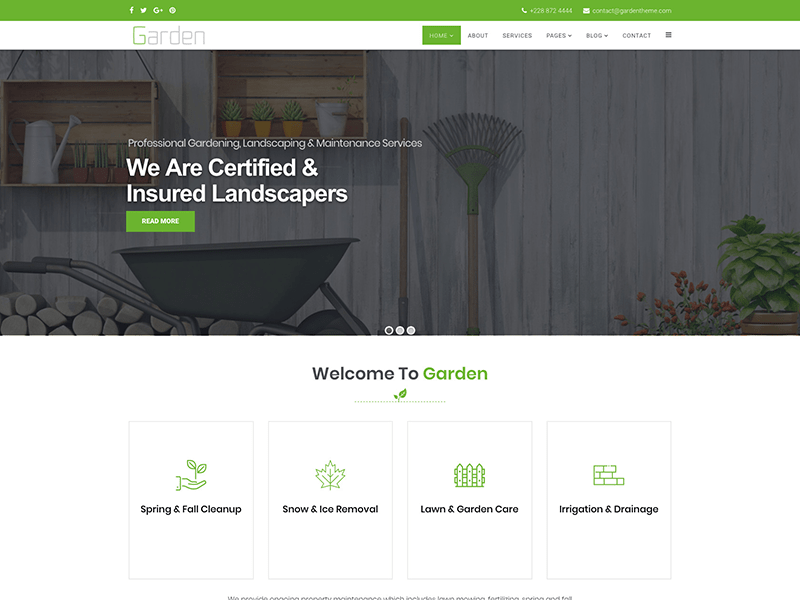 +228 872 4444 contact@gardentheme.com
Garden
HOME ABOUT SERVICES PAGES BLOG CONTACT
Professional Gardening, Landscaping & Maintenance Services
We Are Certified &
Insured Landscapers
READ MORE
Welcome To Garden
Spring & Fall Cleanup
Snow & Ice Removal
Lawn & Garden Care
Irrigation & Drainage
We provide ongoing property maintenance which includes lawn mowing, fertilizing, spring and fall